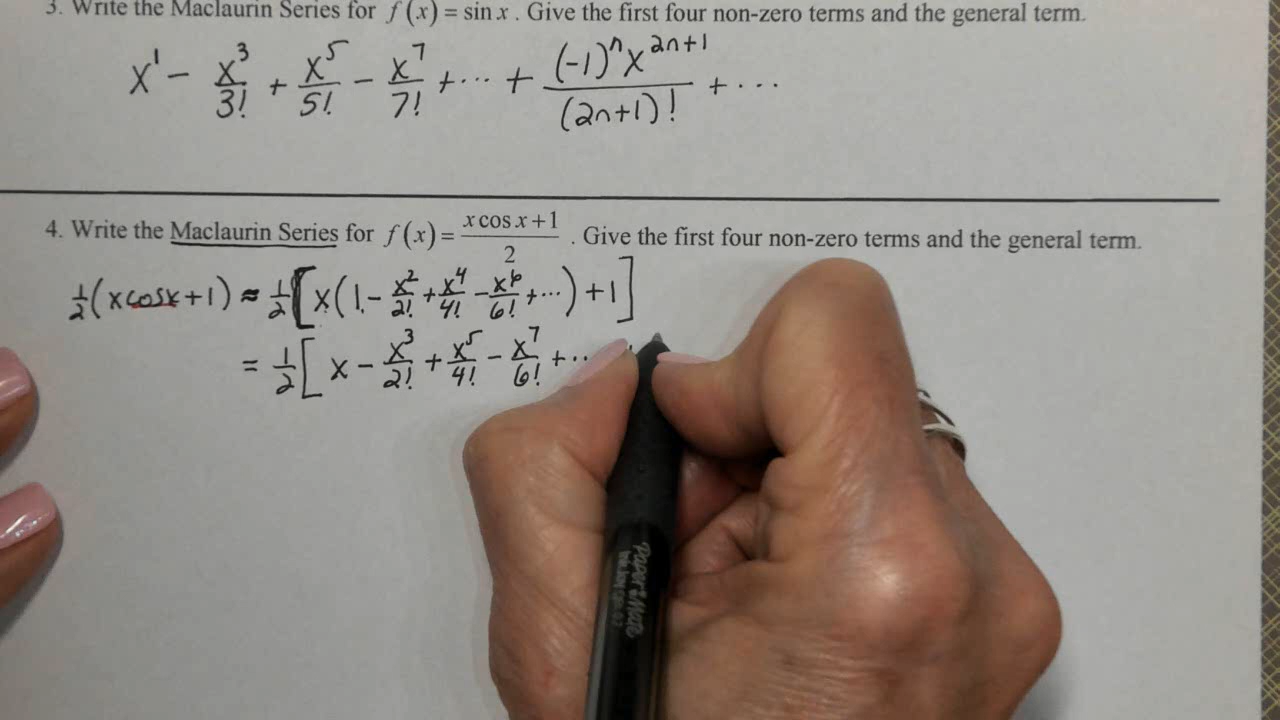 3. Write the Maclaurin Series for f(x) = sin x. Give the first four non-zero terms and the general term.
x¹ − x³/3! + x⁵/5! − x⁷/7! + ··· + (-1)ⁿx²ⁿ⁺¹/(2n+1)! + ···
4. Write the Maclaurin Series for f(x) = (x cos x + 1)/2. Give the first four non-zero terms and the general term.
½(xcosx+1) ≈ ½[x(1 − x²/2! + x⁴/4! − x⁶/6! + ···) + 1]
= ½[x − x³/2! + x⁵/4! − x⁷/6! + ··
Paper Mate